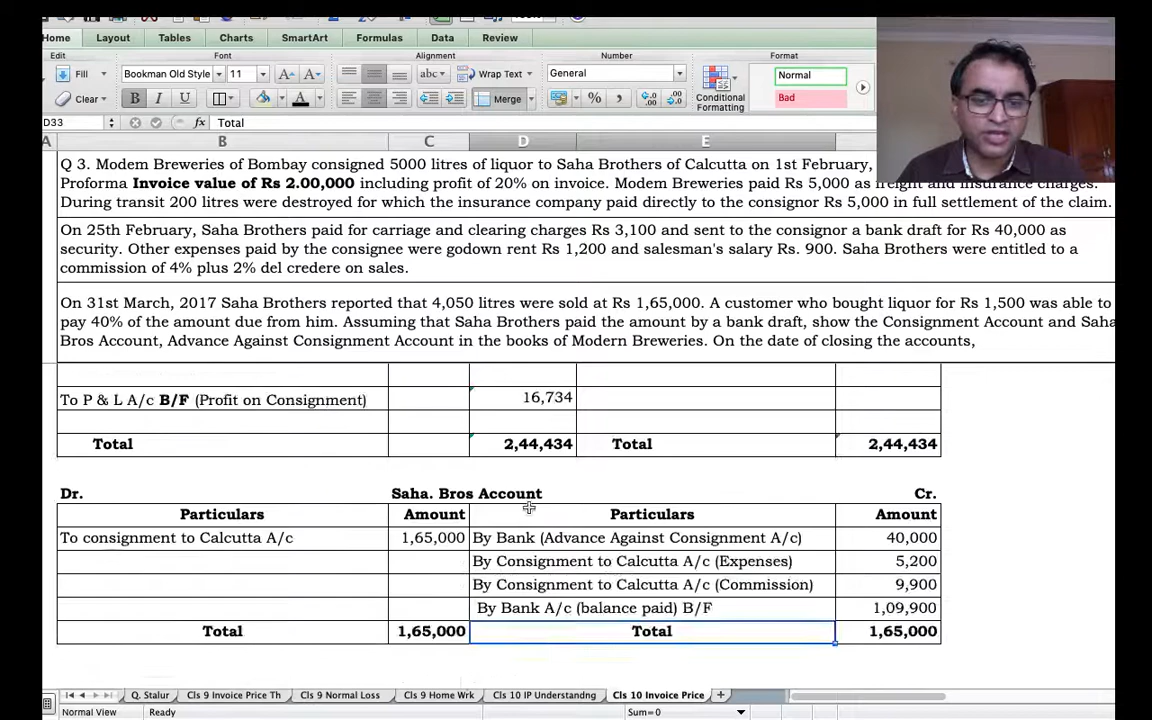 Home Layout Tables Charts SmartArt Formulas Data Review
Edit Font Alignment Number Format
Fill Bookman Old Style 11 A A abc Wrap Text General Normal
Clear B I U A Merge % , .00 .0 Conditional Formatting Bad
D33 fx Total
A B C D E
Q 3. Modem Breweries of Bombay consigned 5000 litres of liquor to Saha Brothers of Calcutta on 1st February,
Proforma Invoice value of Rs 2.00,000 including profit of 20% on invoice. Modem Breweries paid Rs 5,000 as freight and insurance charges.
During transit 200 litres were destroyed for which the insurance company paid directly to the consignor Rs 5,000 in full settlement of the claim.
On 25th February, Saha Brothers paid for carriage and clearing charges Rs 3,100 and sent to the consignor a bank draft for Rs 40,000 as
security. Other expenses paid by the consignee were godown rent Rs 1,200 and salesman's salary Rs. 900. Saha Brothers were entitled to a
commission of 4% plus 2% del credere on sales.
On 31st March, 2017 Saha Brothers reported that 4,050 litres were sold at Rs 1,65,000. A customer who bought liquor for Rs 1,500 was able to
pay 40% of the amount due from him. Assuming that Saha Brothers paid the amount by a bank draft, show the Consignment Account and Saha
Bros Account, Advance Against Consignment Account in the books of Modern Breweries. On the date of closing the accounts,
To P & L A/c B/F (Profit on Consignment) 16,734
Total 2,44,434 Total 2,44,434
Dr. Saha. Bros Account Cr.
Particulars Amount Particulars Amount
To consignment to Calcutta A/c 1,65,000 By Bank (Advance Against Consignment A/c) 40,000
By Consignment to Calcutta A/c (Expenses) 5,200
By Consignment to Calcutta A/c (Commission) 9,900
By Bank A/c (balance paid) B/F 1,09,900
Total 1,65,000 Total 1,65,000
Q. Stalur Cls 9 Invoice Price Th Cls 9 Normal Loss Cls 9 Home Wrk Cls 10 IP Understandng Cls 10 Invoice Price +
Normal View Ready Sum=0